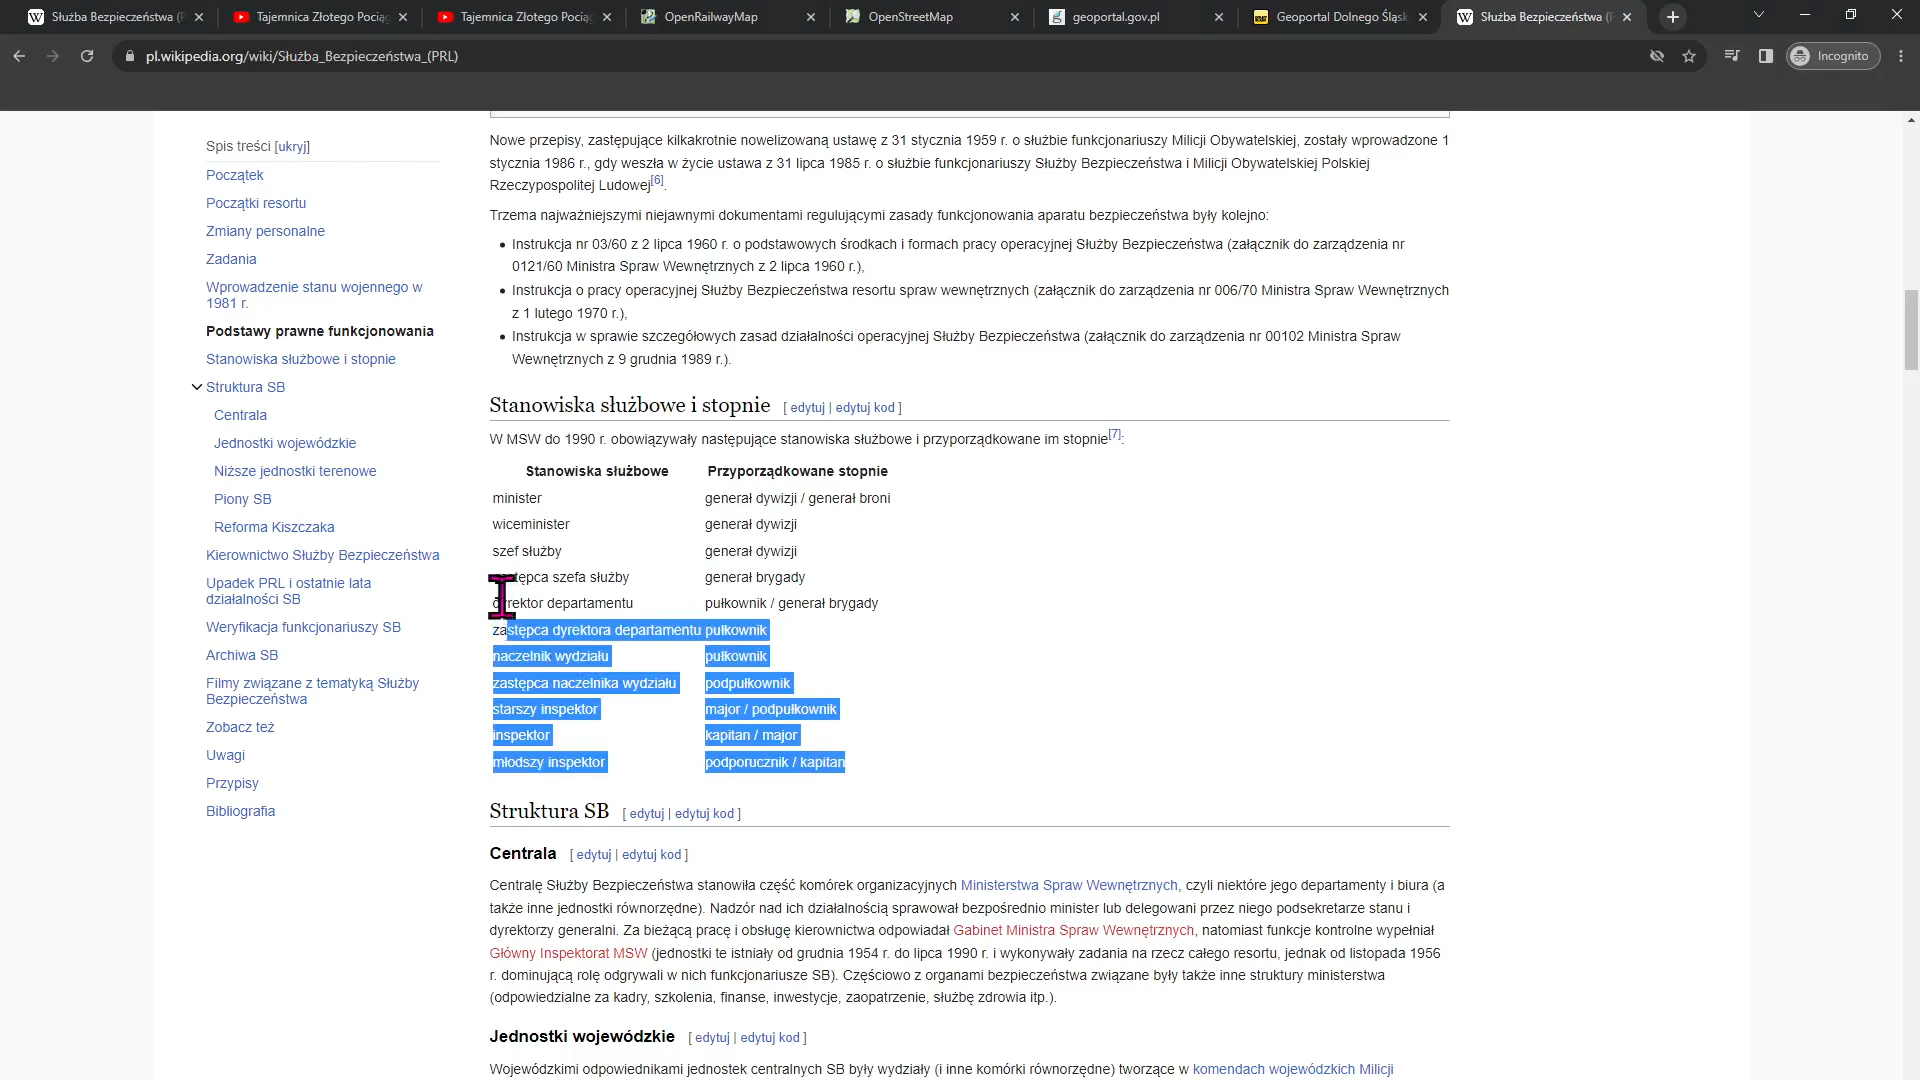 Służba Bezpieczeństwa (P
Tajemnica Złotego Pocią
Tajemnica Złotego Pocią
OpenRailwayMap
OpenStreetMap
geoportal.gov.pl
Geoportal Dolnego Śląsk
Służba Bezpieczeństwa (P
pl.wikipedia.org/wiki/Służba_Bezpieczeństwa_(PRL)
Incognito
Spis treści [ukryj]
Początek
Początki resortu
Zmiany personalne
Zadania
Wprowadzenie stanu wojennego w
1981 r.
Podstawy prawne funkcjonowania
Stanowiska służbowe i stopnie
Struktura SB
Centrala
Jednostki wojewódzkie
Niższe jednostki terenowe
Piony SB
Reforma Kiszczaka
Kierownictwo Służby Bezpieczeństwa
Upadek PRL i ostatnie lata
działalności SB
Weryfikacja funkcjonariuszy SB
Archiwa SB
Filmy związane z tematyką Służby
Bezpieczeństwa
Zobacz też
Uwagi
Przypisy
Bibliografia
Nowe przepisy, zastępujące kilkakrotnie nowelizowaną ustawę z 31 stycznia 1959 r. o służbie funkcjonariuszy Milicji Obywatelskiej, zostały wprowadzone 1
stycznia 1986 r., gdy weszła w życie ustawa z 31 lipca 1985 r. o służbie funkcjonariuszy Służby Bezpieczeństwa i Milicji Obywatelskiej Polskiej
Rzeczypospolitej Ludowej[6].
Trzema najważniejszymi niejawnymi dokumentami regulującymi zasady funkcjonowania aparatu bezpieczeństwa były kolejno:
• Instrukcja nr 03/60 z 2 lipca 1960 r. o podstawowych środkach i formach pracy operacyjnej Służby Bezpieczeństwa (załącznik do zarządzenia nr
0121/60 Ministra Spraw Wewnętrznych z 2 lipca 1960 r.),
• Instrukcja o pracy operacyjnej Służby Bezpieczeństwa resortu spraw wewnętrznych (załącznik do zarządzenia nr 006/70 Ministra Spraw Wewnętrznych
z 1 lutego 1970 r.),
• Instrukcja w sprawie szczegółowych zasad działalności operacyjnej Służby Bezpieczeństwa (załącznik do zarządzenia nr 00102 Ministra Spraw
Wewnętrznych z 9 grudnia 1989 r.).
Stanowiska służbowe i stopnie [ edytuj | edytuj kod ]
W MSW do 1990 r. obowiązywały następujące stanowiska służbowe i przyporządkowane im stopnie[7]:
Stanowiska służbowe Przyporządkowane stopnie
minister generał dywizji / generał broni
wiceminister generał dywizji
szef służby generał dywizji
zastępca szefa służby generał brygady
dyrektor departamentu pułkownik / generał brygady
zastępca dyrektora departamentu pułkownik
naczelnik wydziału pułkownik
zastępca naczelnika wydziału podpułkownik
starszy inspektor major / podpułkownik
inspektor kapitan / major
młodszy inspektor podporucznik / kapitan
Struktura SB [ edytuj | edytuj kod ]
Centrala [ edytuj | edytuj kod ]
Centralę Służby Bezpieczeństwa stanowiła część komórek organizacyjnych Ministerstwa Spraw Wewnętrznych, czyli niektóre jego departamenty i biura (a
także inne jednostki równorzędne). Nadzór nad ich działalnością sprawował bezpośrednio minister lub delegowani przez niego podsekretarze stanu i
dyrektorzy generalni. Za bieżącą pracę i obsługę kierownictwa odpowiadał Gabinet Ministra Spraw Wewnętrznych, natomiast funkcje kontrolne wypełniał
Główny Inspektorat MSW (jednostki te istniały od grudnia 1954 r. do lipca 1990 r. i wykonywały zadania na rzecz całego resortu, jednak od listopada 1956
r. dominującą rolę odgrywali w nich funkcjonariusze SB). Częściowo z organami bezpieczeństwa związane były także inne struktury ministerstwa
(odpowiedzialne za kadry, szkolenia, finanse, inwestycje, zaopatrzenie, służbę zdrowia itp.).
Jednostki wojewódzkie [ edytuj | edytuj kod ]
Wojewódzkimi odpowiednikami jednostek centralnych SB były wydziały (i inne komórki równorzędne) tworzące w komendach wojewódzkich Milicji